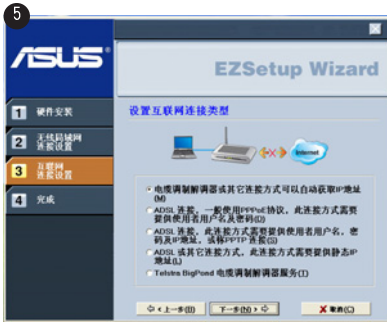 5
ASUS
EZSetup Wizard
1 硬件安装
2 无线局域网
连接设置
3 互联网
连接设置
4 完成
设置互联网连接类型
Internet
电缆调制解调器或其它连接方式可以自动获取IP地址
(M)
ADSL 连接，一般使用PPPoE协议，此连接方式需要
提供使用者用户名及密码(O)
ADSL 连接，此连接方式需要提供使用者用户名，密
码及IP地址，或称PPTP 连接(S)
ADSL 或其它连接方式，此连接方式需要提供静态IP
地址(L)
Telstra BigPond 电缆调制解调器服务(T)
< 上一步(B)
下一步(N) >
取消(C)